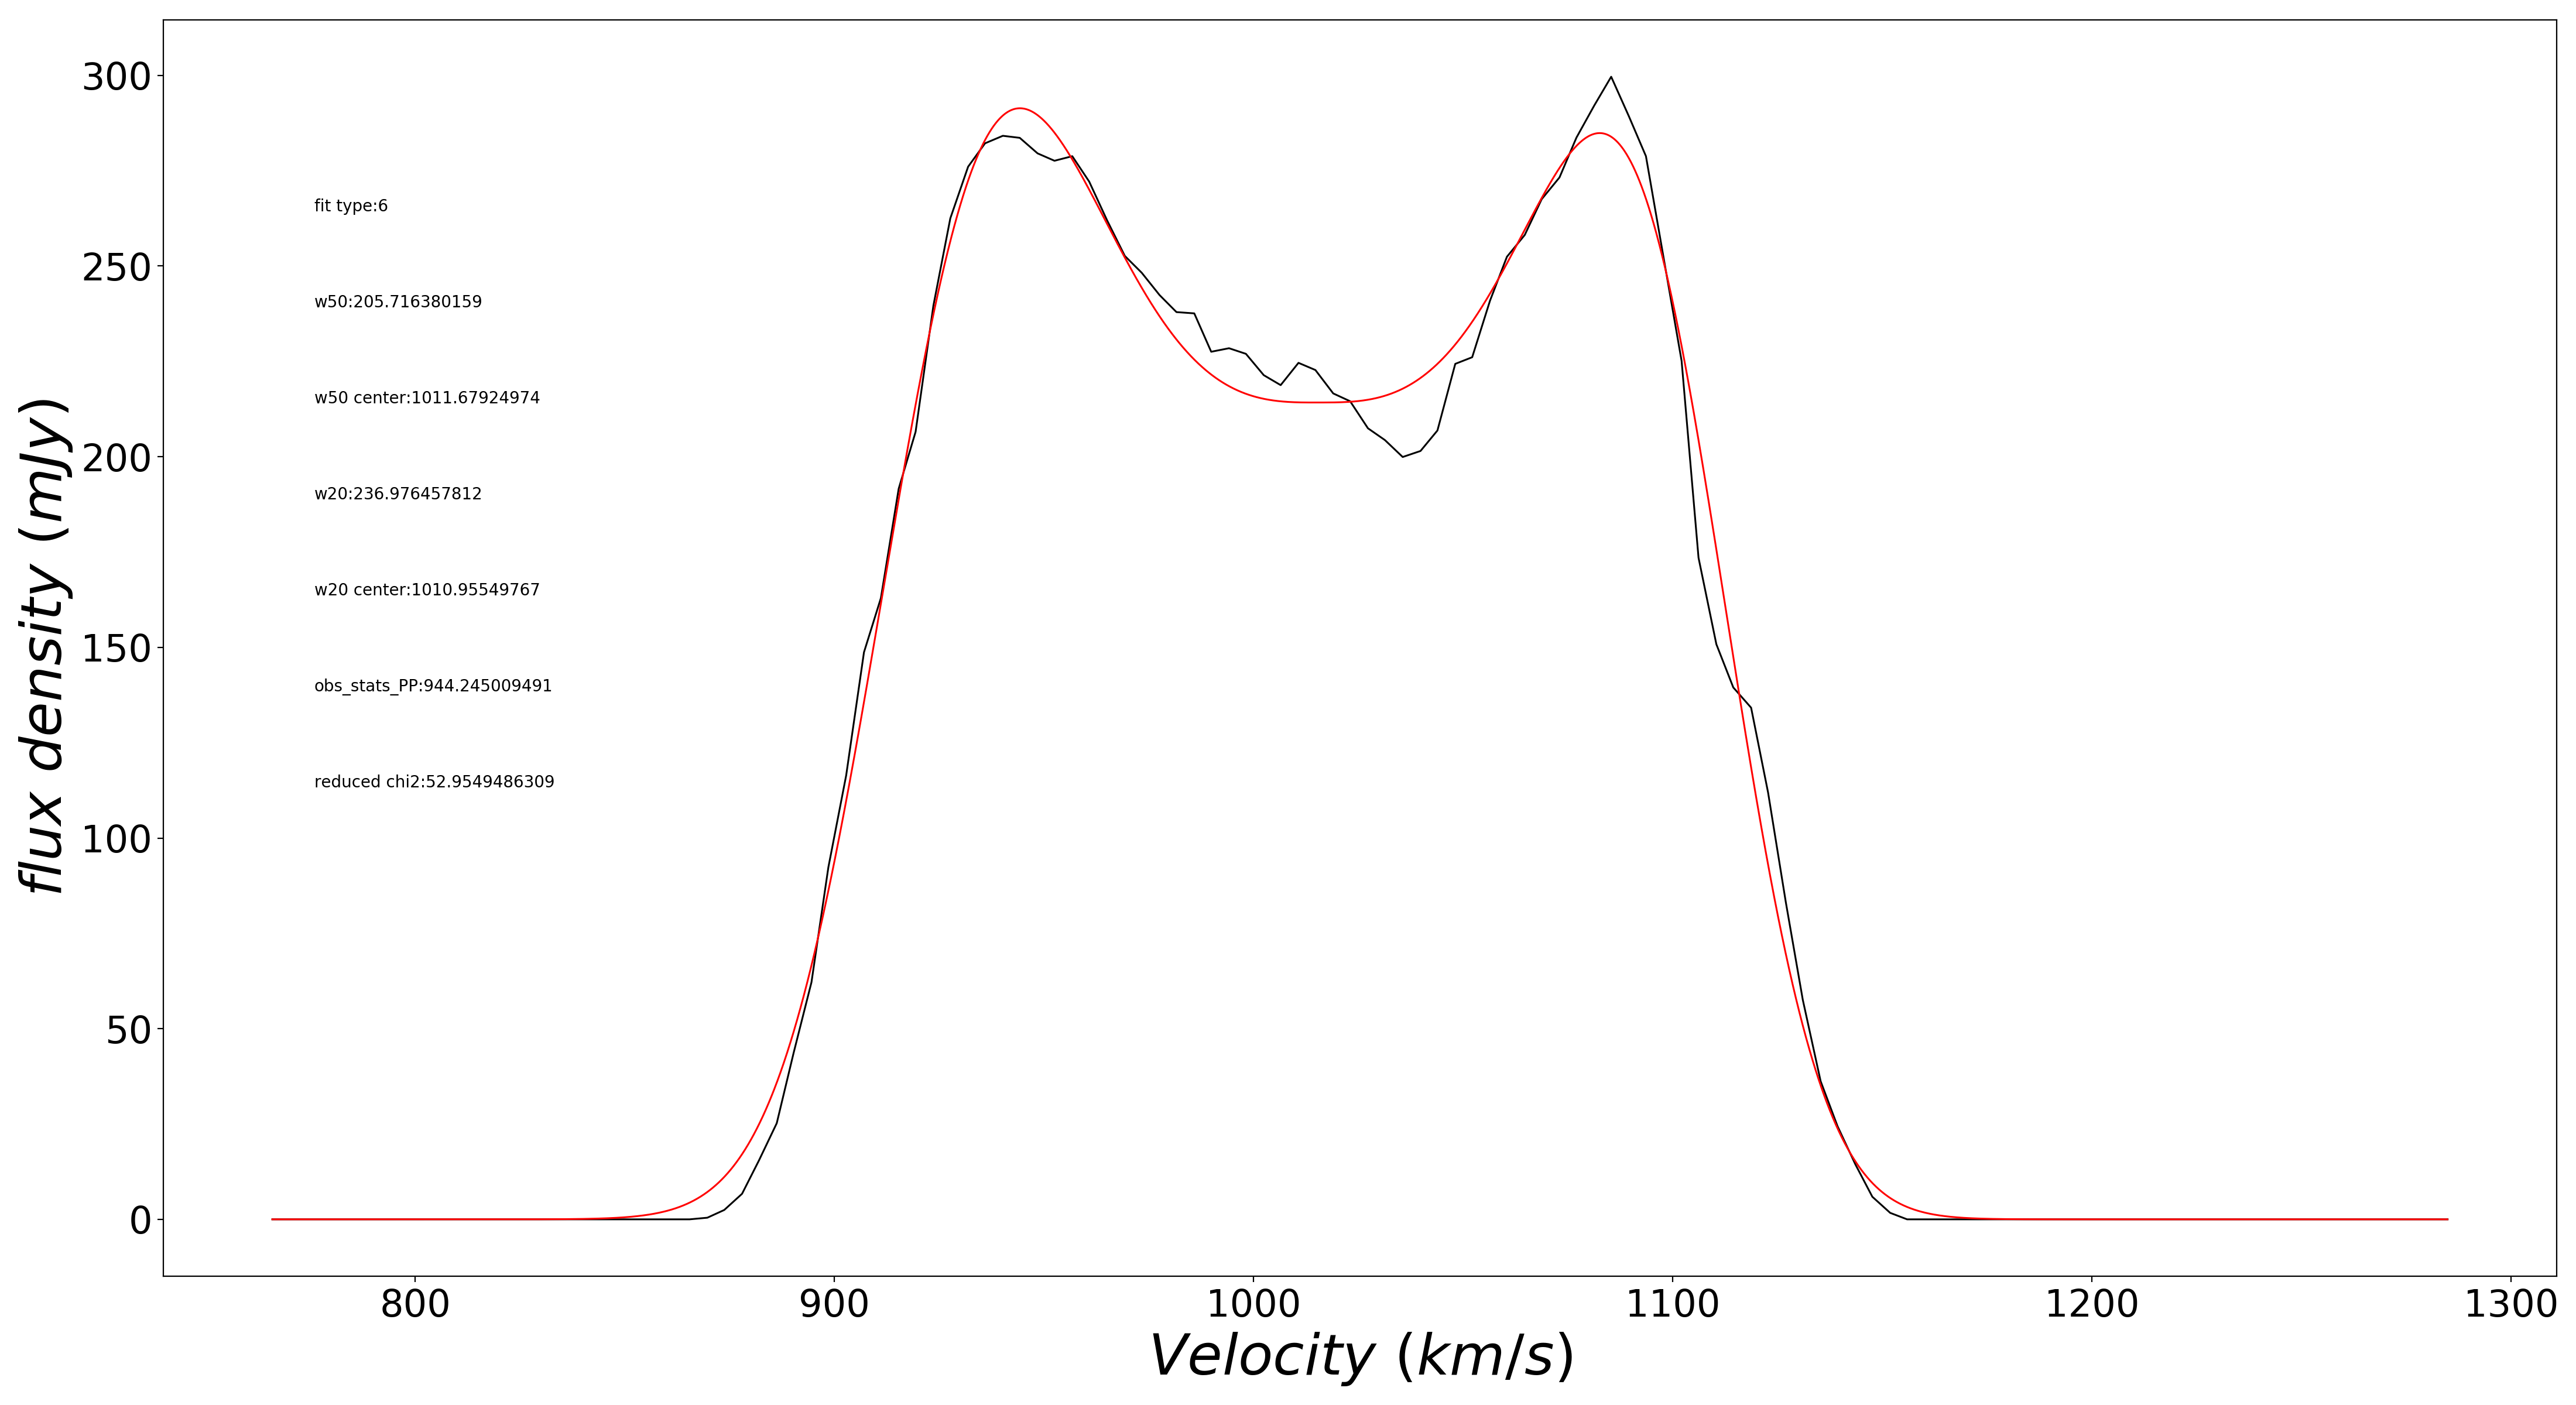 300
250
200
150
100
50
0
flux density (mJy)
fit type:6
w50:205.716380159
w50 center:1011.67924974
w20:236.976457812
w20 center:1010.95549767
obs_stats_PP:944.245009491
reduced chi2:52.9549486309
800 900 1000 1100 1200 1300
Velocity (km/s)